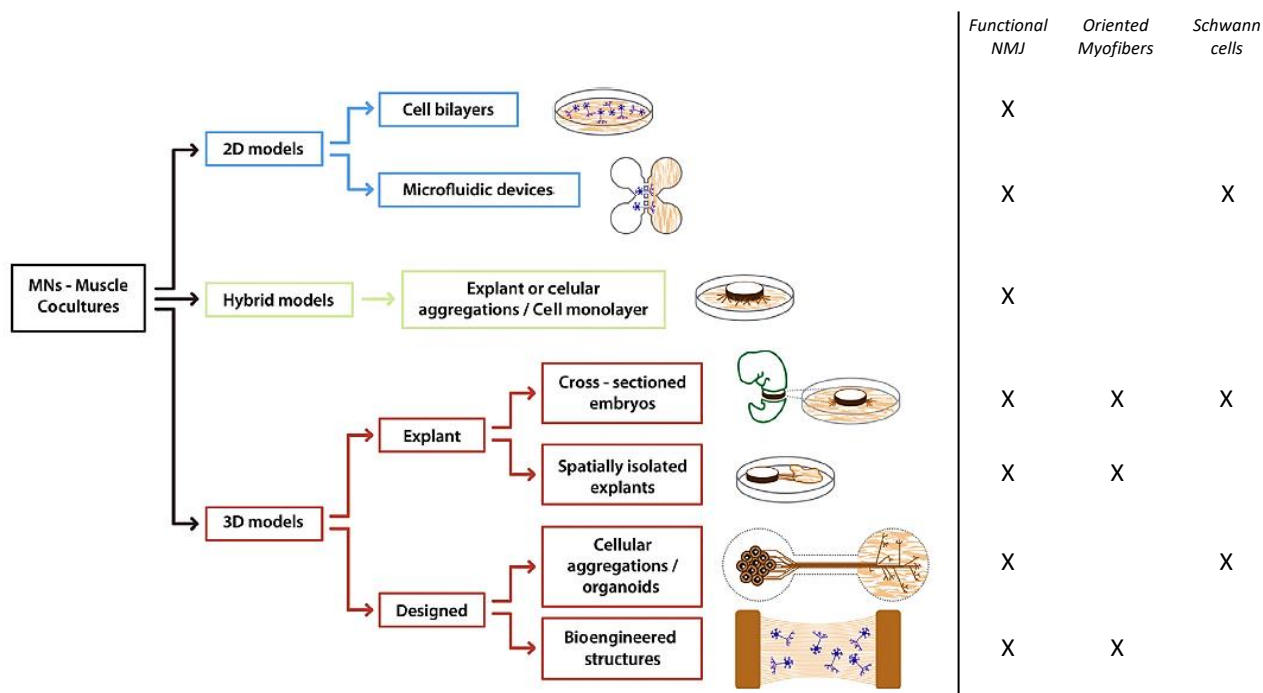 Functional
NMJ
Oriented
Myofibers
Schwann
cells
Cell bilayers
X
2D models
Microfluidic devices
X
X
MNs - Muscle
Cocultures
Hybrid models
Explant or celular
aggregations / Cell monolayer
X
Cross - sectioned
embryos
X
X
X
Explant
Spatially isolated
explants
X
X
3D models
Cellular
aggregations /
organoids
X
X
Designed
Bioengineered
structures
X
X